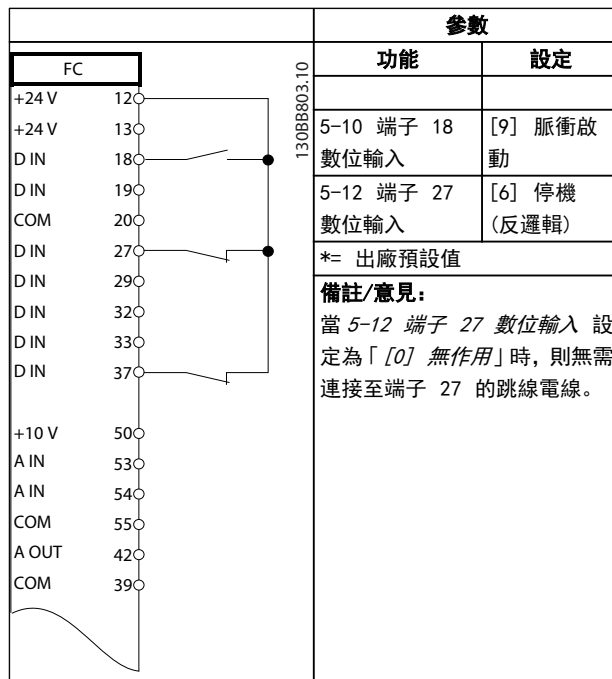 FC
+24 V 12
+24 V 13
D IN 18
D IN 19
COM 20
D IN 27
D IN 29
D IN 32
D IN 33
D IN 37
+10 V 50
A IN 53
A IN 54
COM 55
A OUT 42
COM 39
130BB803.10
參數
功能 設定
5-10 端子 18 數位輸入 [9] 脈衝啟動
5-12 端子 27 數位輸入 [6] 停機 (反邏輯)
*= 出廠預設值
備註/意見:
當 5-12 端子 27 數位輸入 設
定為「[0] 無作用」時, 則無需
連接至端子 27 的跳線電線。